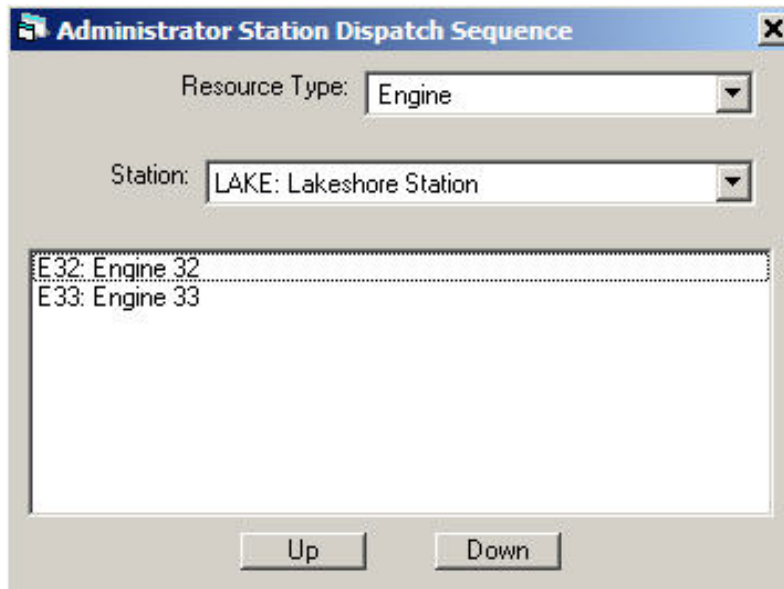 Administrator Station Dispatch Sequence
Resource Type: Engine
Station: LAKE: Lakeshore Station
E32: Engine 32
E33: Engine 33
Up Down